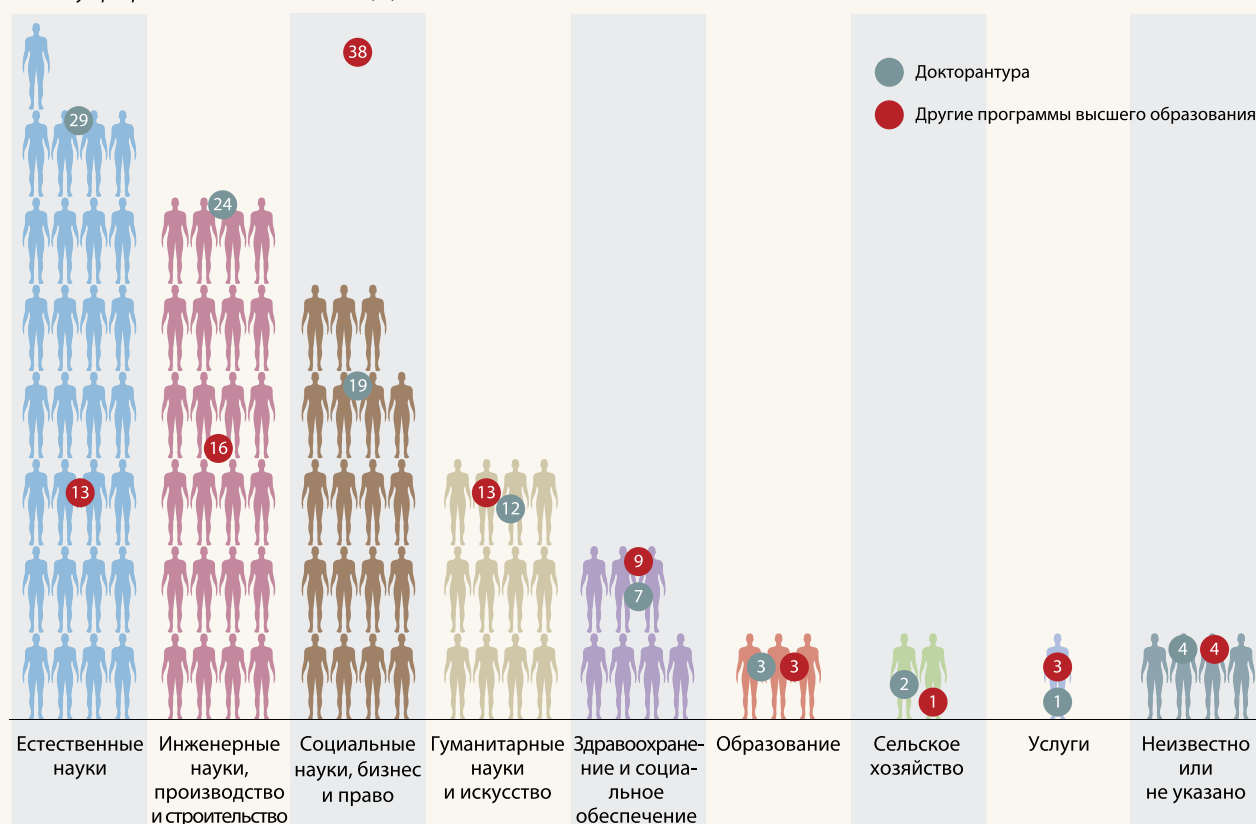 38
Докторантура
Другие программы высшего образования
29
24
19
16
13
13
12
9
7
3
3
2
1
3
1
4
4
Естественные
науки
Инженерные
науки,
производство
и строительство
Социальные
науки, бизнес
и право
Гуманитарные
науки
и искусство
Здравоохране-
ние и социа-
льное
обеспечение
Образование
Сельское
хозяйство
Услуги
Неизвестно
или
не указано